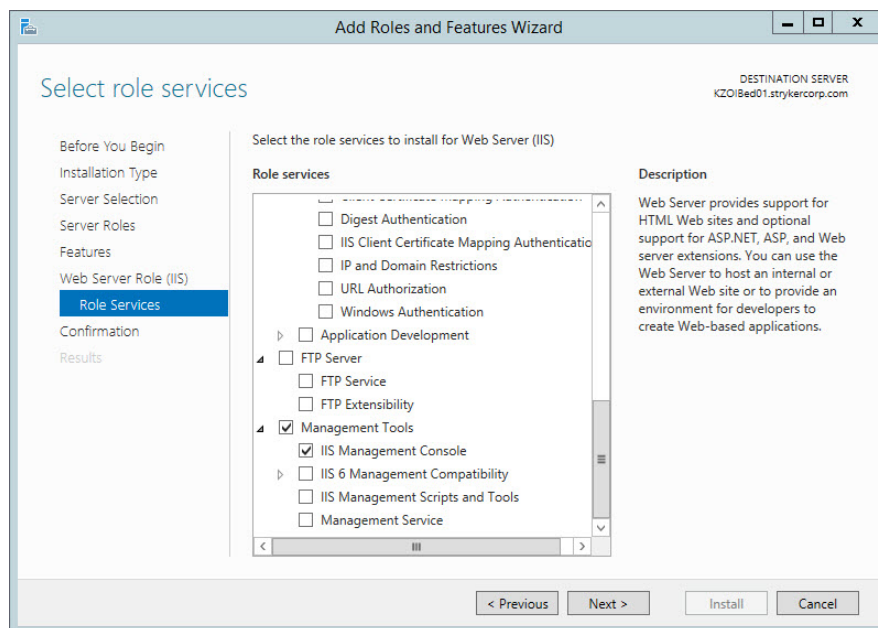 Add Roles and Features Wizard
Select role services
DESTINATION SERVER
KZOIBed01.strykercorp.com
Before You Begin
Installation Type
Server Selection
Server Roles
Features
Web Server Role (IIS)
Role Services
Confirmation
Results
Select the role services to install for Web Server (IIS)
Role services
Client Certificate Mapping Authentication
Digest Authentication
IIS Client Certificate Mapping Authenticatio
IP and Domain Restrictions
URL Authorization
Windows Authentication
Application Development
FTP Server
FTP Service
FTP Extensibility
Management Tools
IIS Management Console
IIS 6 Management Compatibility
IIS Management Scripts and Tools
Management Service
Description
Web Server provides support for
HTML Web sites and optional
support for ASP.NET, ASP, and Web
server extensions. You can use the
Web Server to host an internal or
external Web site or to provide an
environment for developers to
create Web-based applications.
< Previous
Next >
Install
Cancel